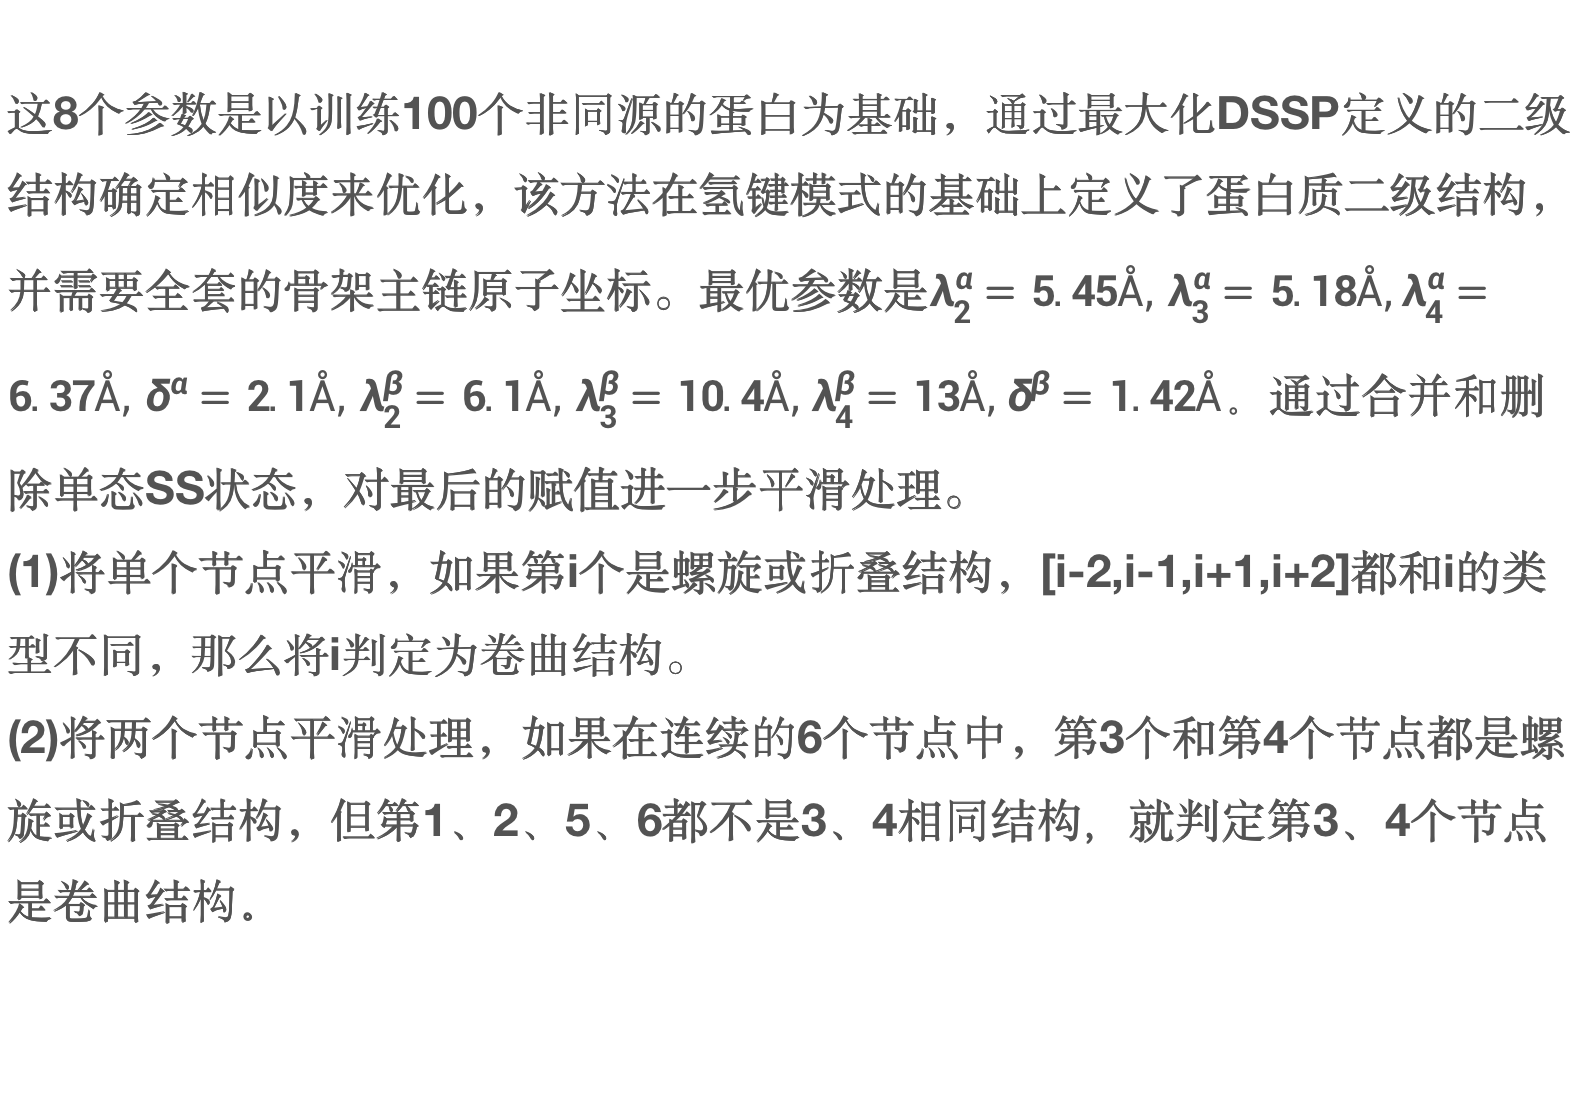 这8个参数是以训练100个非同源的蛋白为基础，通过最大化DSSP定义的二级
结构确定相似度来优化，该方法在氢键模式的基础上定义了蛋白质二级结构，
并需要全套的骨架主链原子坐标。最优参数是λ₂^α = 5.45Å, λ₃^α = 5.18Å, λ₄^α =
6.37Å, δ^α = 2.1Å, λ₂^β = 6.1Å, λ₃^β = 10.4Å, λ₄^β = 13Å, δ^β = 1.42Å。通过合并和删
除单态SS状态，对最后的赋值进一步平滑处理。
(1)将单个节点平滑，如果第i个是螺旋或折叠结构，[i-2,i-1,i+1,i+2]都和i的类
型不同，那么将i判定为卷曲结构。
(2)将两个节点平滑处理，如果在连续的6个节点中，第3个和第4个节点都是螺
旋或折叠结构，但第1、2、5、6都不是3、4相同结构，就判定第3、4个节点
是卷曲结构。